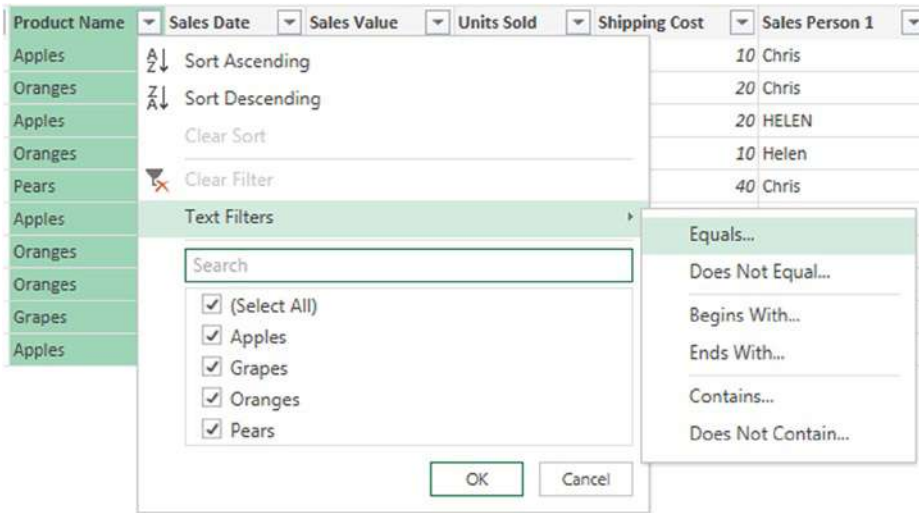 Product Name Sales Date Sales Value Units Sold Shipping Cost Sales Person 1
Apples 10 Chris
Oranges 20 Chris
Apples 20 HELEN
Oranges 10 Helen
Pears 40 Chris
Apples
Oranges
Oranges
Grapes
Apples
Sort Ascending
Sort Descending
Clear Sort
Clear Filter
Text Filters
Search
(Select All)
Apples
Grapes
Oranges
Pears
OK Cancel
Equals...
Does Not Equal...
Begins With...
Ends With...
Contains...
Does Not Contain...